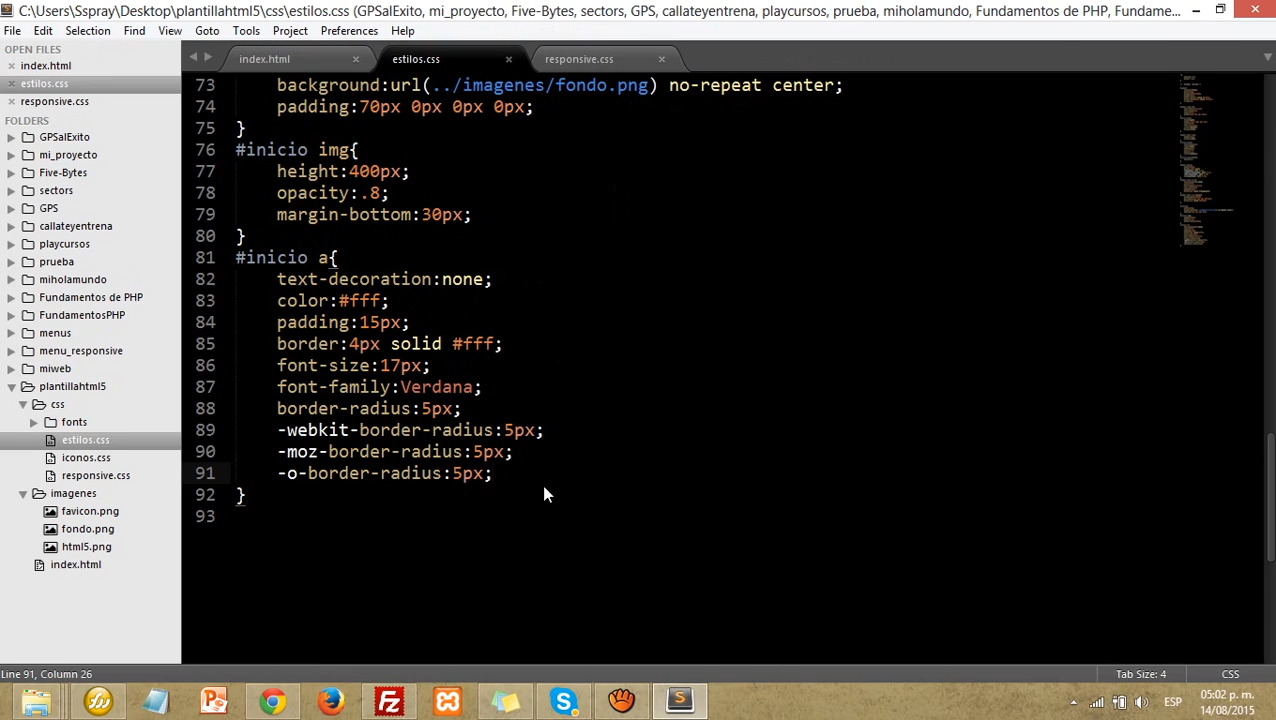 C:\Users\Sspray\Desktop\plantillahtml5\css\estilos.css (GPSalExito, mi_proyecto, Five-Bytes, sectors, GPS, callateyentrena, playcursos, prueba, miholamundo, Fundamentos de PHP, Fundame...
File Edit Selection Find View Goto Tools Project Preferences Help
OPEN FILES
index.html
estilos.css
responsive.css
FOLDERS
GPSalExito
mi_proyecto
Five-Bytes
sectors
GPS
callateyentrena
playcursos
prueba
miholamundo
Fundamentos de PHP
FundamentosPHP
menus
menu_responsive
miweb
plantillahtml5
css
fonts
estilos.css
iconos.css
responsive.css
imagenes
favicon.png
fondo.png
html5.png
index.html
index.html estilos.css responsive.css
73 background:url(../imagenes/fondo.png) no-repeat center;
74 padding:70px 0px 0px 0px;
75 }
76 #inicio img{
77 height:400px;
78 opacity:.8;
79 margin-bottom:30px;
80 }
81 #inicio a{
82 text-decoration:none;
83 color:#fff;
84 padding:15px;
85 border:4px solid #fff;
86 font-size:17px;
87 font-family:Verdana;
88 border-radius:5px;
89 -webkit-border-radius:5px;
90 -moz-border-radius:5px;
91 -o-border-radius:5px;
92 }
93
Line 91, Column 26 Tab Size: 4 CSS
ESP 05:02 p. m.
14/08/2015